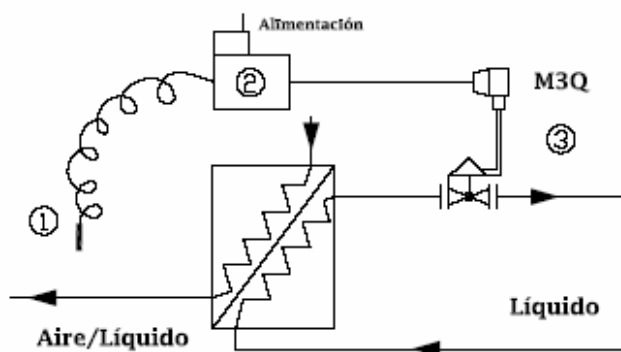 Alimentación
②
M3Q
③
①
Líquido
Aire/Líquido